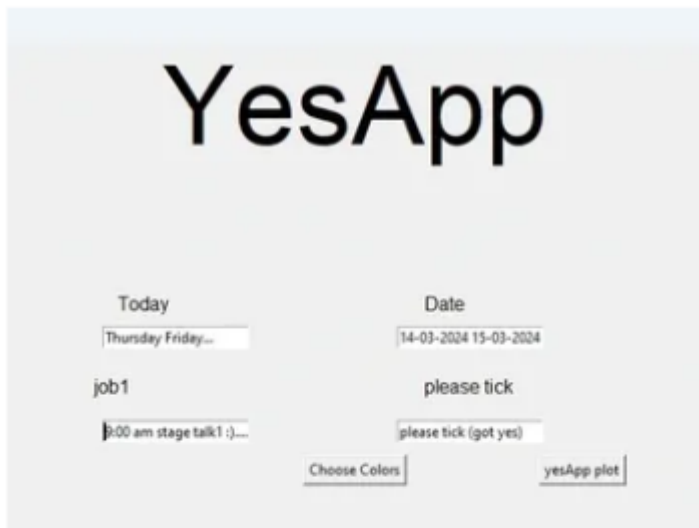 YesApp
Today Date
Thursday Friday... 14-03-2024 15-03-2024
job1 please tick
9:00 am stage talk1 :).... please tick (got yes)
Choose Colors yesApp plot